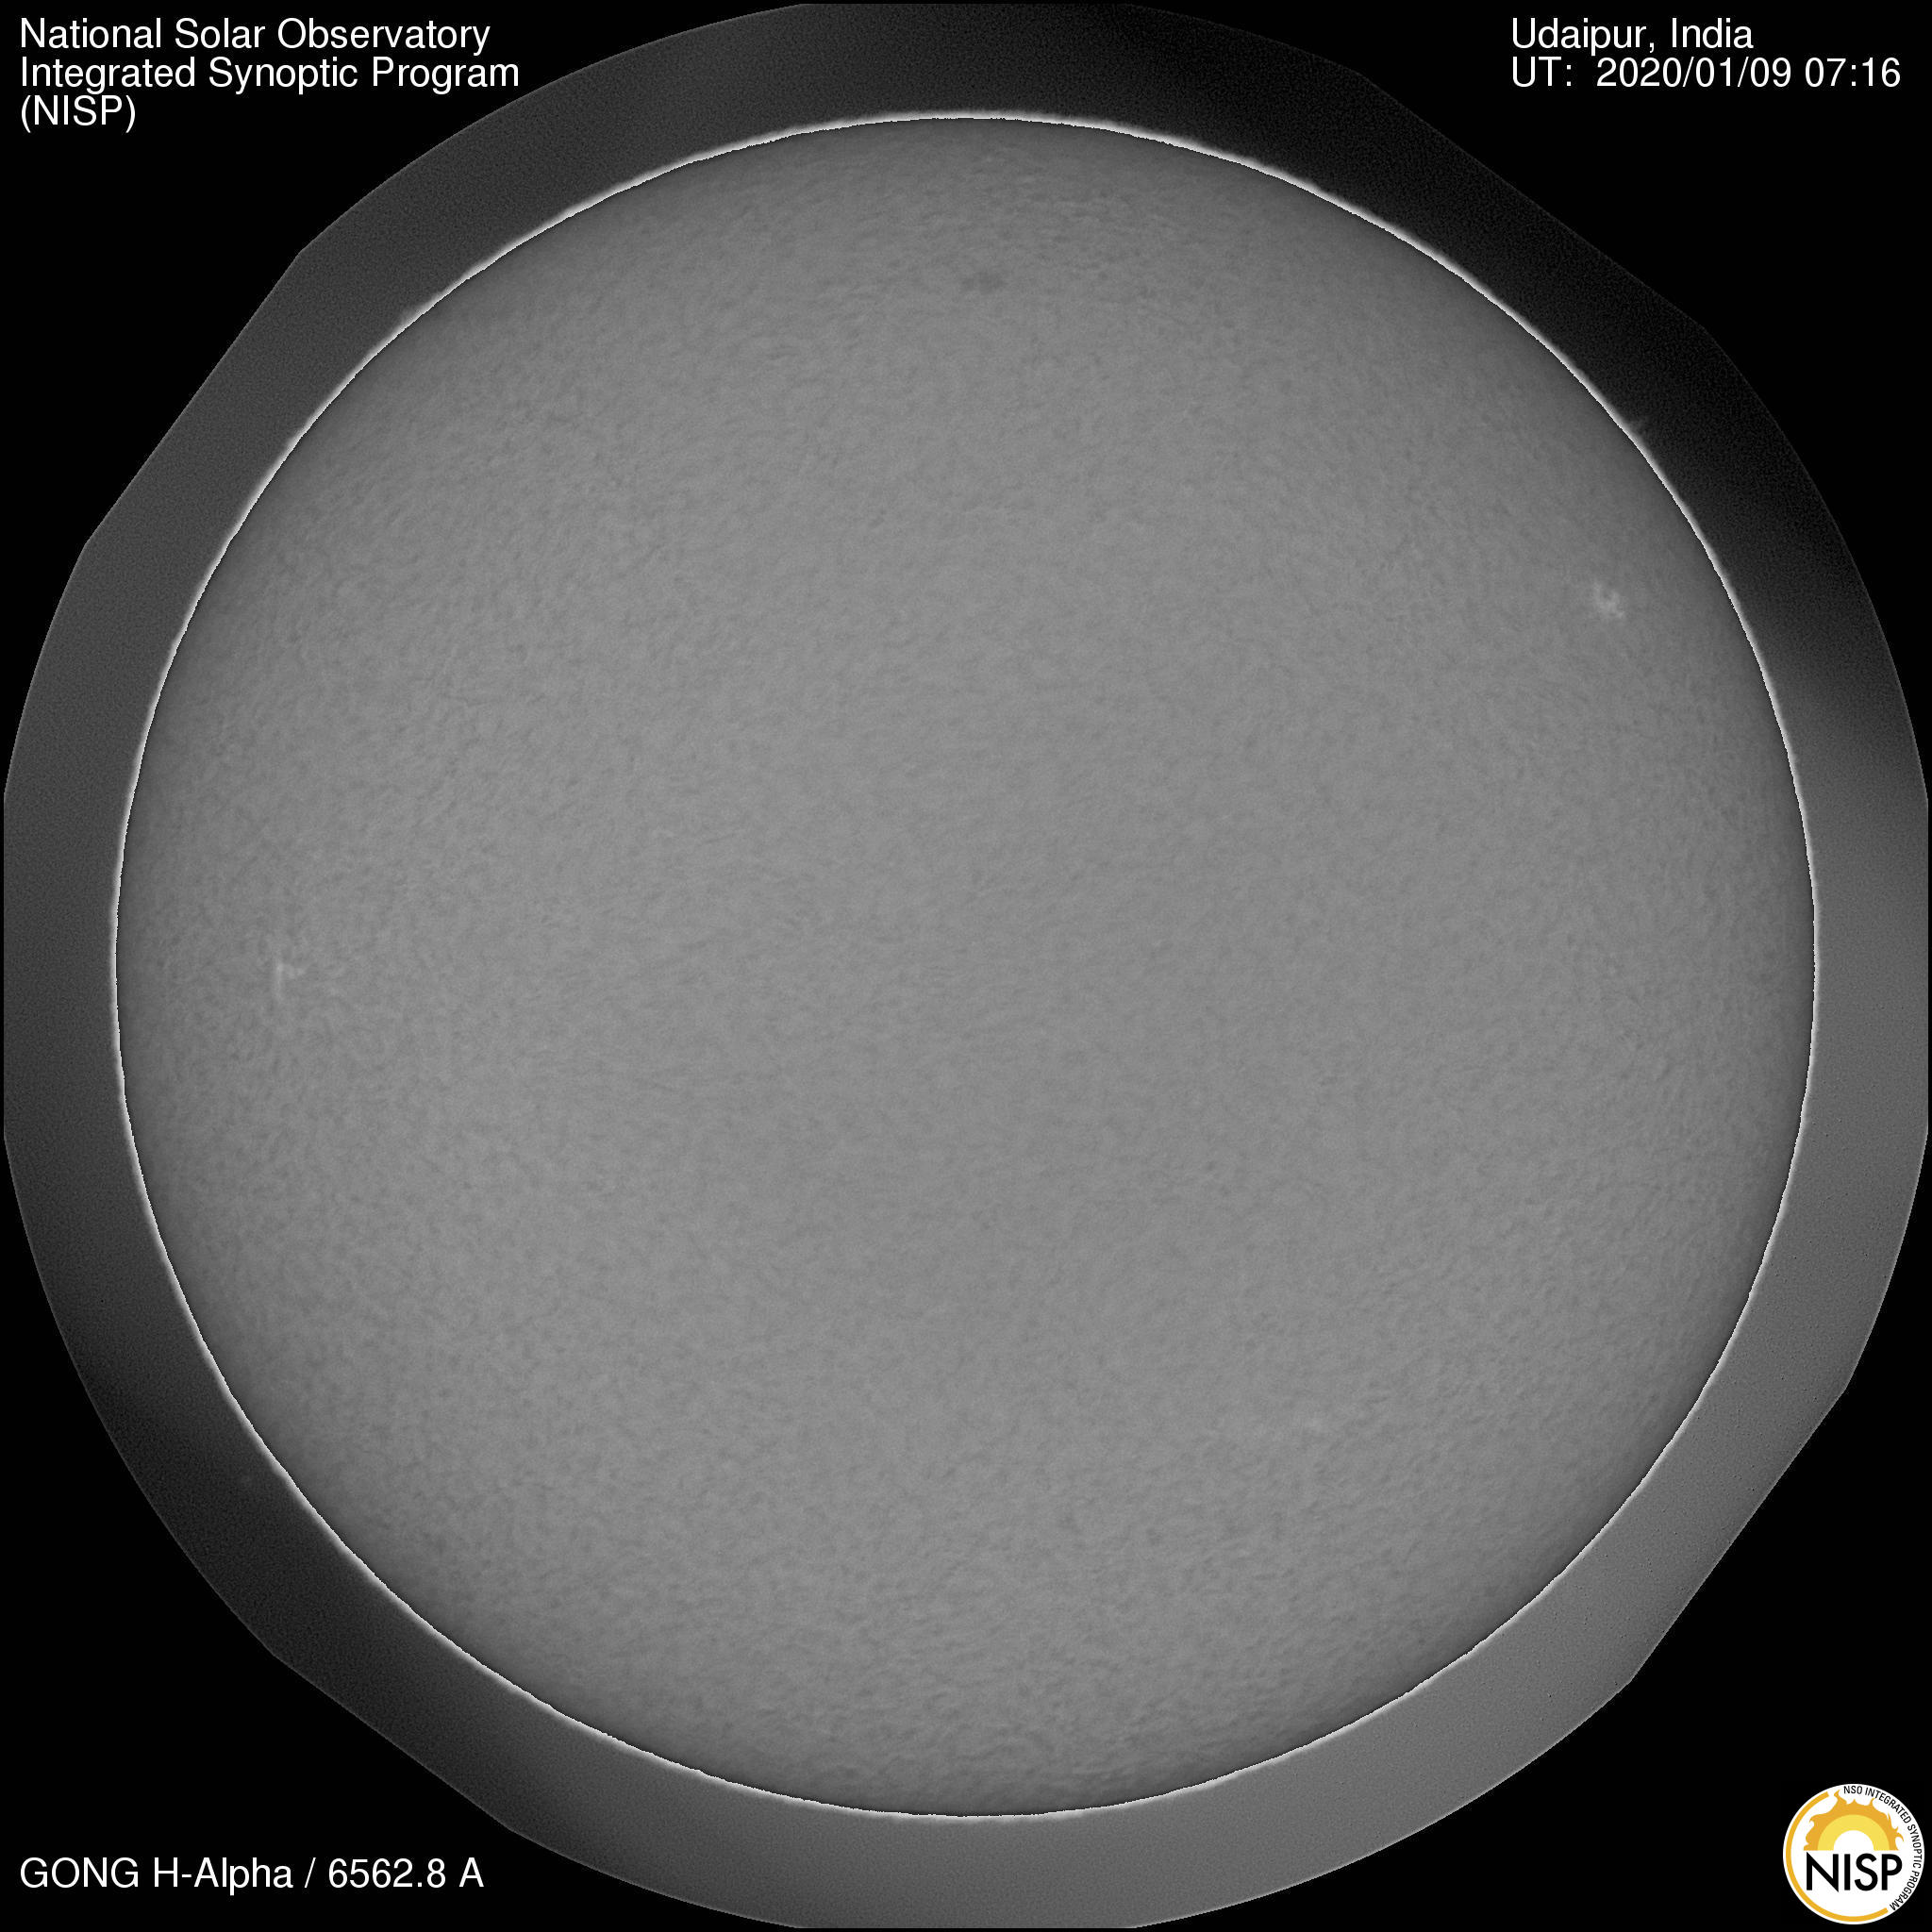 National Solar Observatory
Integrated Synoptic Program
(NISP)
Udaipur, India
UT: 2020/01/09 07:16
GONG H-Alpha / 6562.8 A
NSO INTEGRATED SYNOPTIC PROGRAM
NISP